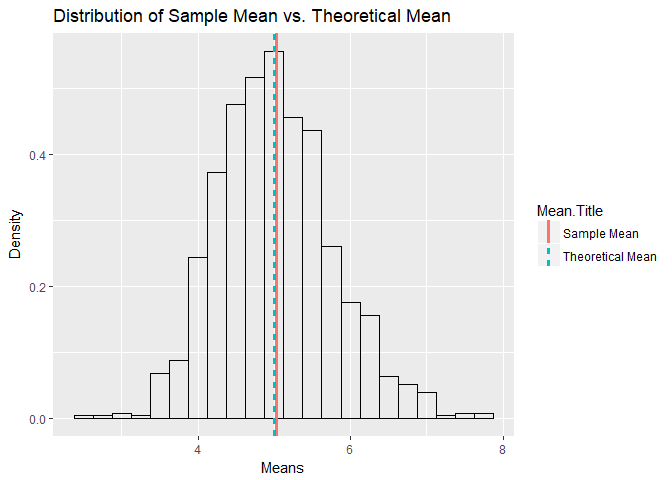 Distribution of Sample Mean vs. Theoretical Mean
Density
0.4
0.2
0.0
4
6
8
Means
Mean.Title
Sample Mean
Theoretical Mean